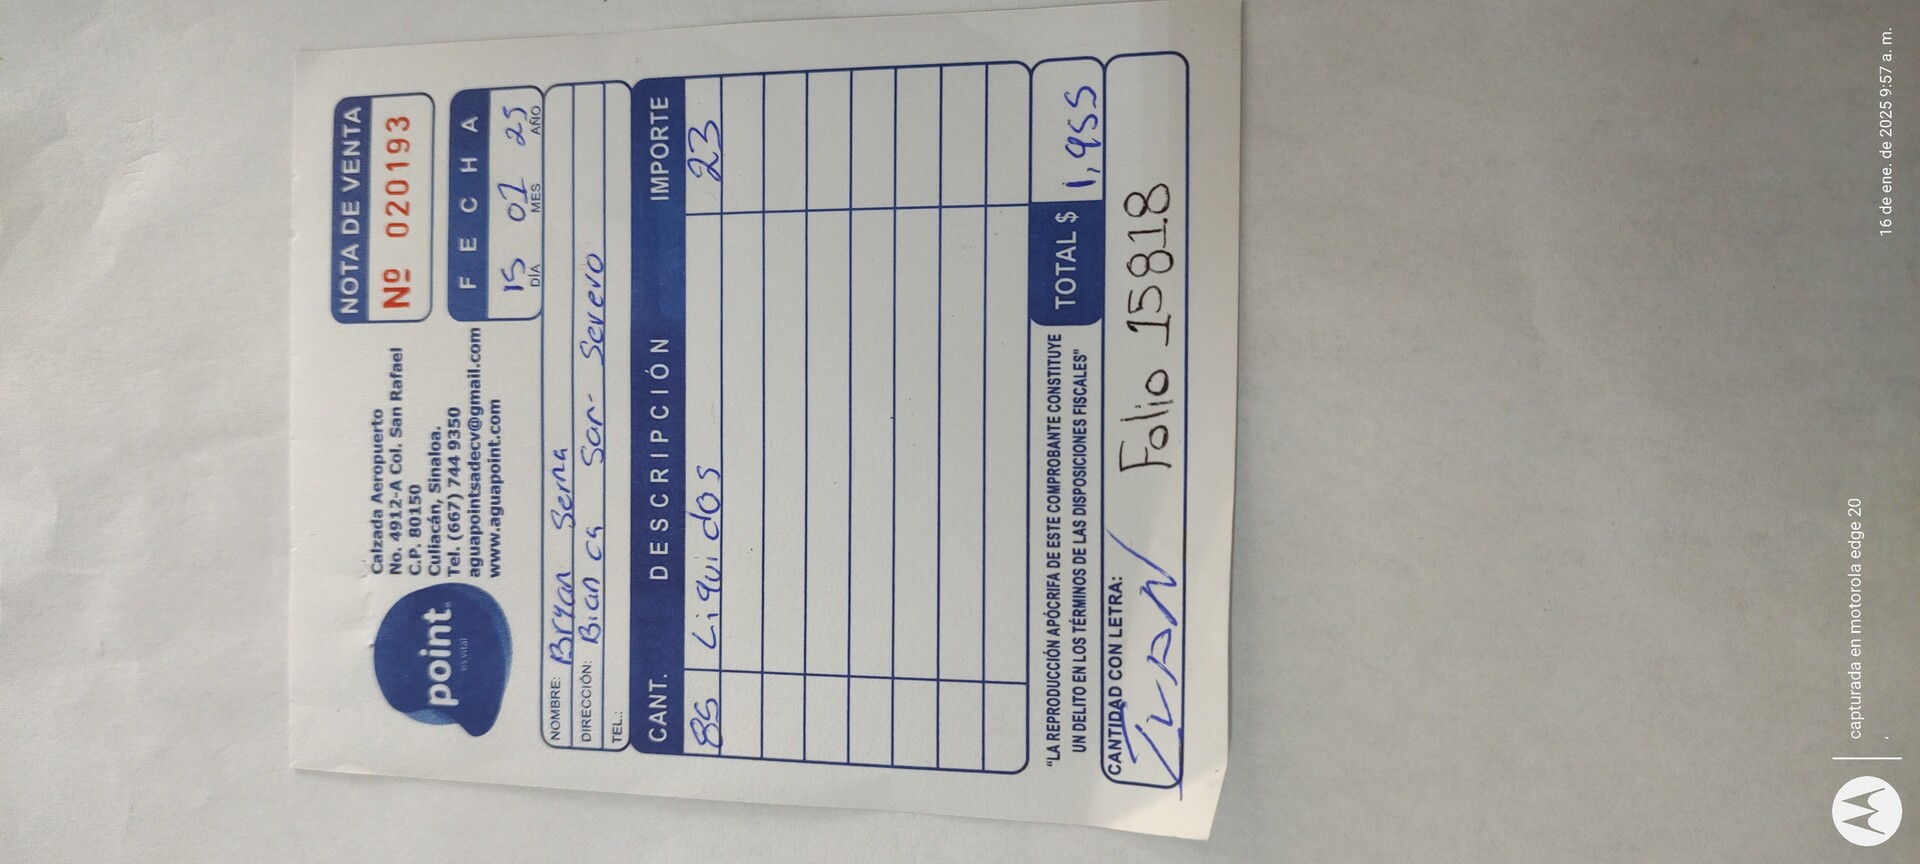 point
es vital
Calzada Aeropuerto
No. 4912-A Col. San Rafael
C.P. 80150
Culiacán, Sinaloa.
Tel. (667) 744 9350
aguapointsadecv@gmail.com
www.aguapoint.com
NOTA DE VENTA
Nº 020193
FECHA
15 01 25
DÍA MES AÑO
NOMBRE: Bryan Serna
DIRECCIÓN: Bianca San Severo
TEL.:
CANT. DESCRIPCIÓN IMPORTE
85 Liquidos 23
"LA REPRODUCCIÓN APÓCRIFA DE ESTE COMPROBANTE CONSTITUYE
UN DELITO EN LOS TÉRMINOS DE LAS DISPOSICIONES FISCALES"
TOTAL $ 1,955
CANTIDAD CON LETRA:
Folio 15818
capturada en motorola edge 20
16 de ene. de 2025 9:57 a. m.